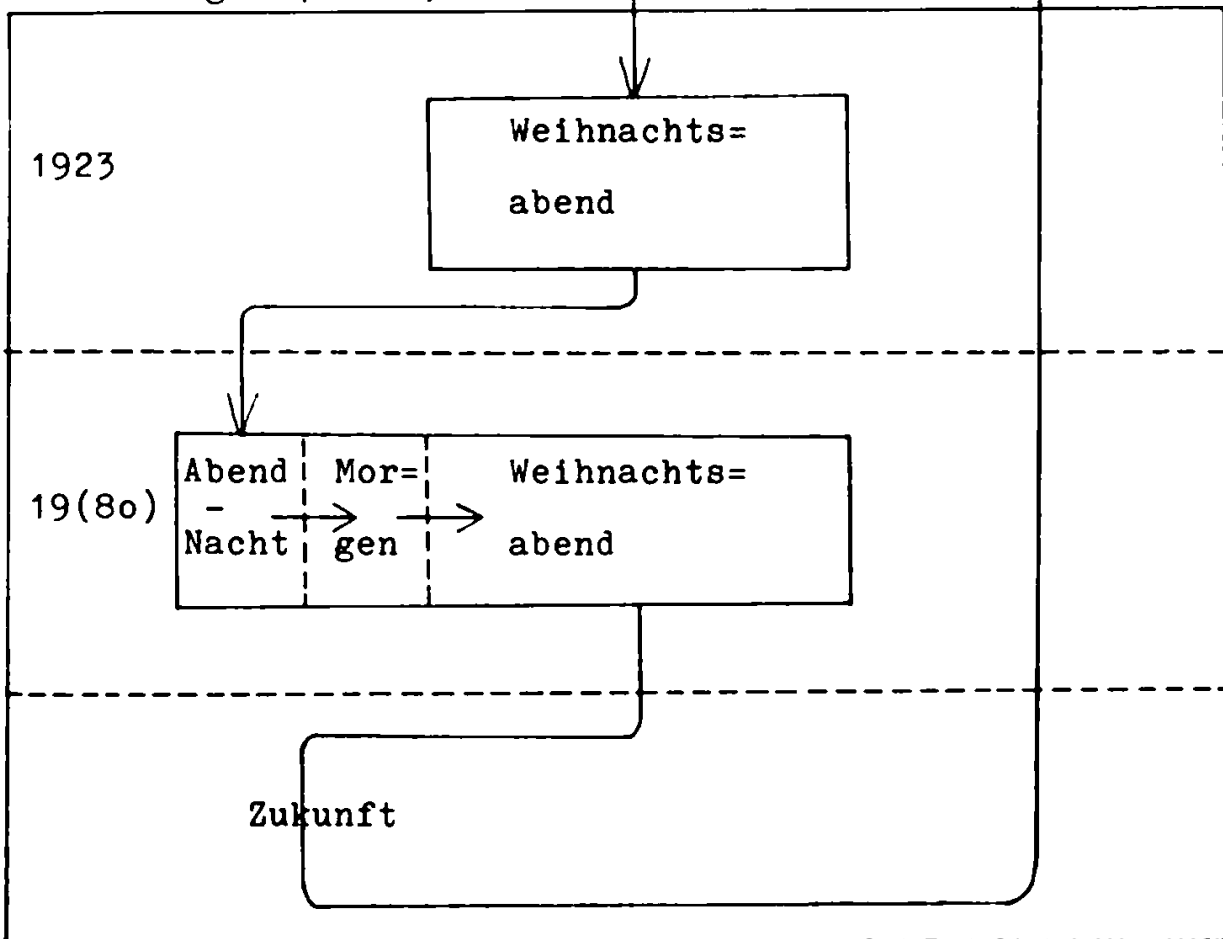 1923
Weihnachts=
abend
19(8o)
Abend
-
Nacht
Mor=
gen
Weihnachts=
abend
Zukunft